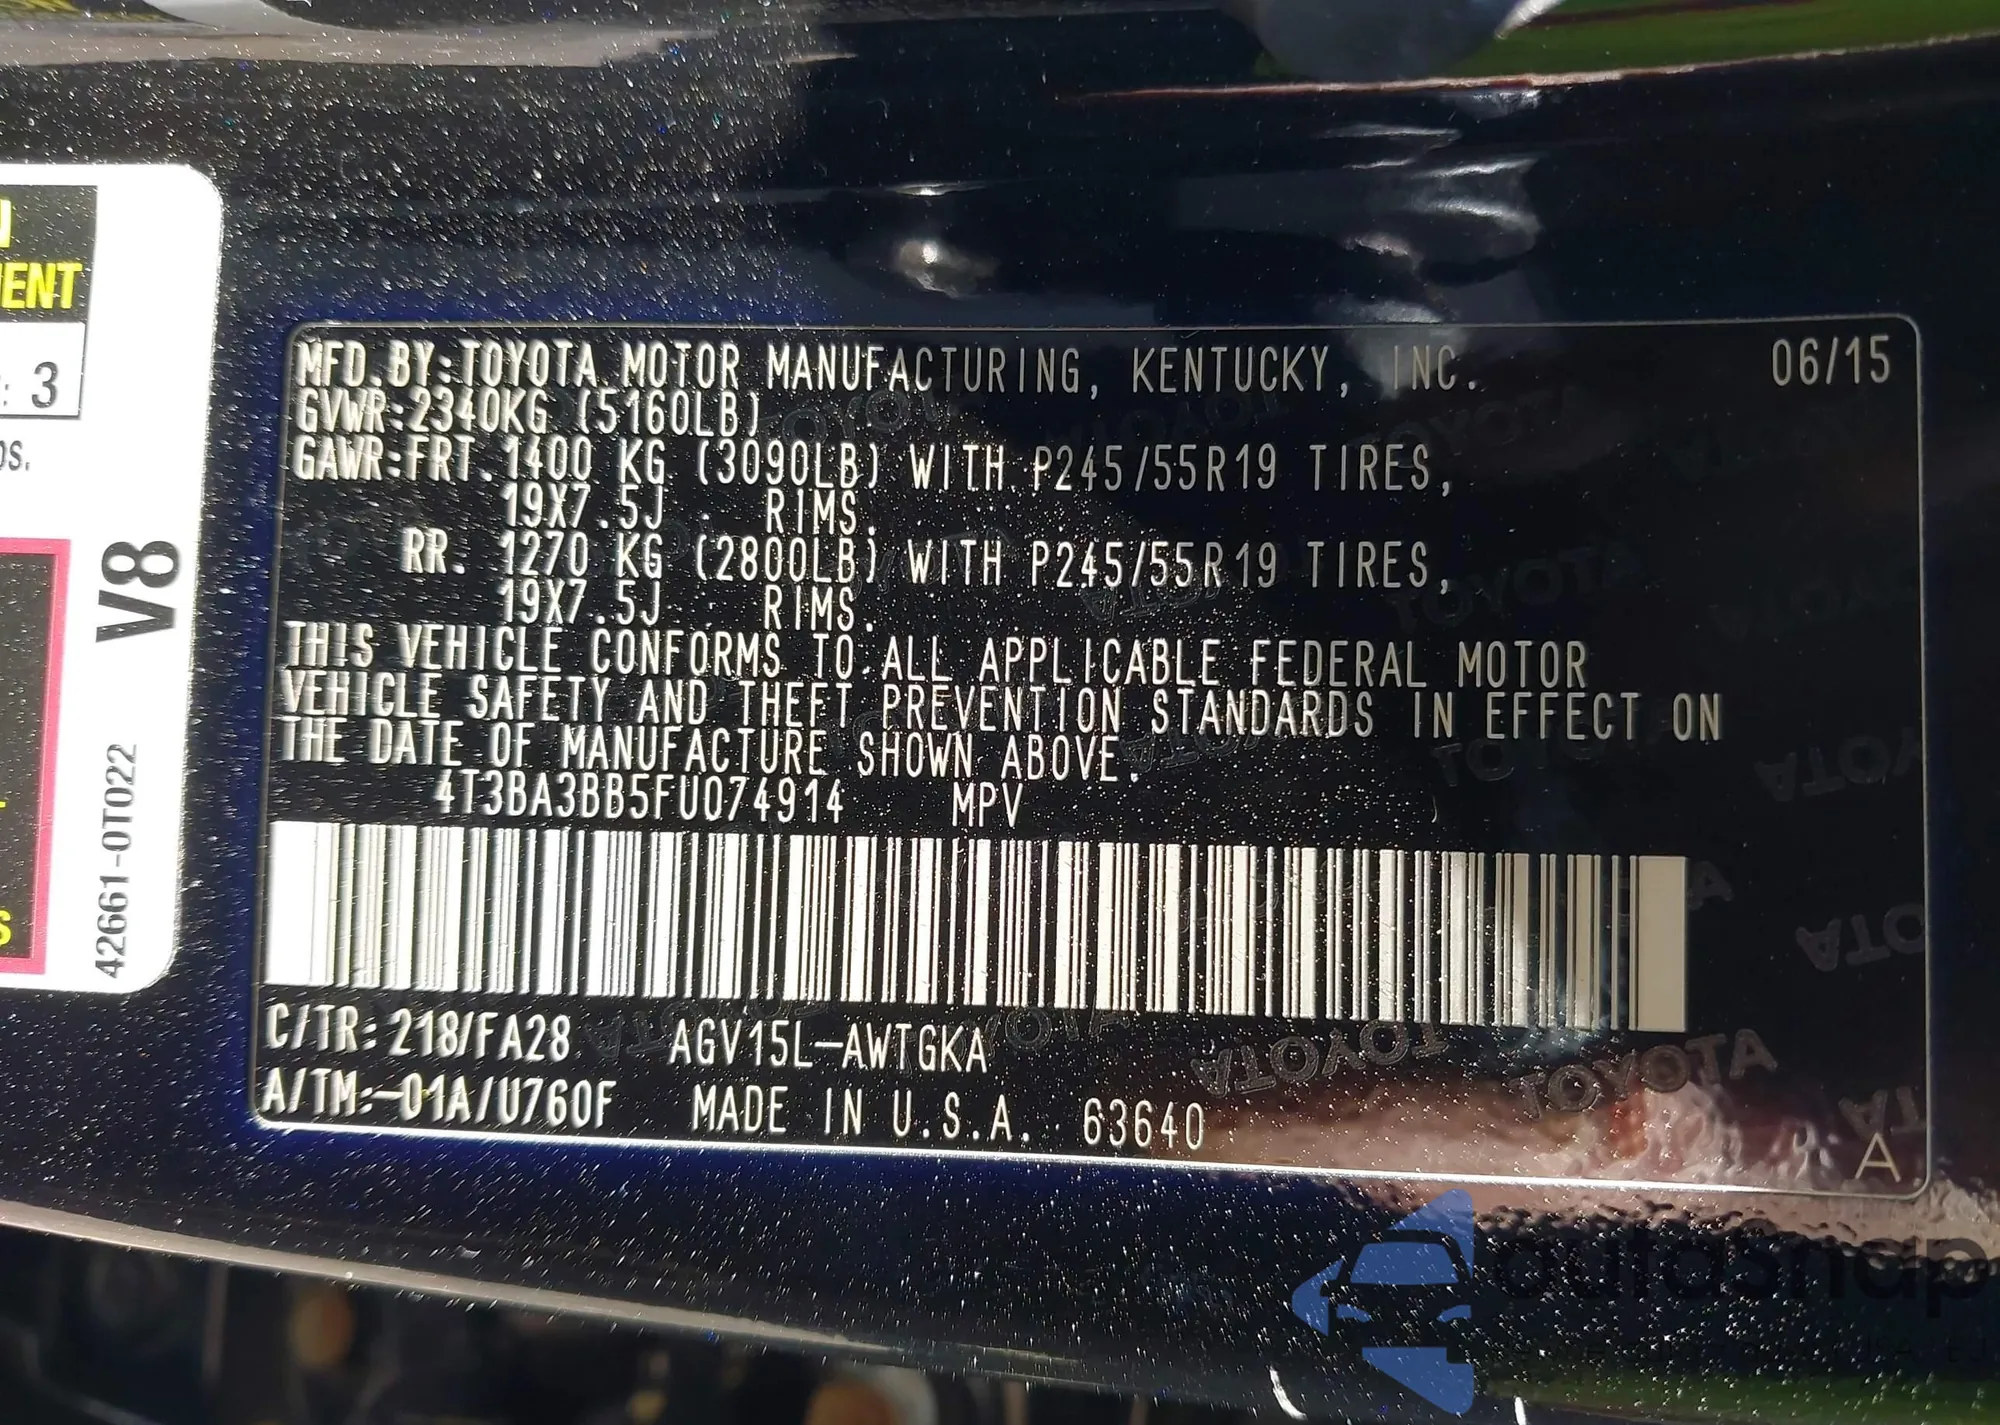 MFD.BY:TOYOTA MOTOR MANUFACTURING, KENTUCKY, INC. 06/15
GVWR:2340KG (5160LB)
GAWR:FRT. 1400 KG (3090LB) WITH P245/55R19 TIRES,
19X7.5J RIMS.
RR. 1270 KG (2800LB) WITH P245/55R19 TIRES,
19X7.5J RIMS.
THIS VEHICLE CONFORMS TO ALL APPLICABLE FEDERAL MOTOR
VEHICLE SAFETY AND THEFT PREVENTION STANDARDS IN EFFECT ON
THE DATE OF MANUFACTURE SHOWN ABOVE.
4T3BA3BB5FU074914 MPV
C/TR: 218/FA28 AGV15L-AWTGKA
A/TM:-01A/U760F MADE IN U.S.A. 63640
A
: 3
V8
42661-0T022
autosnap